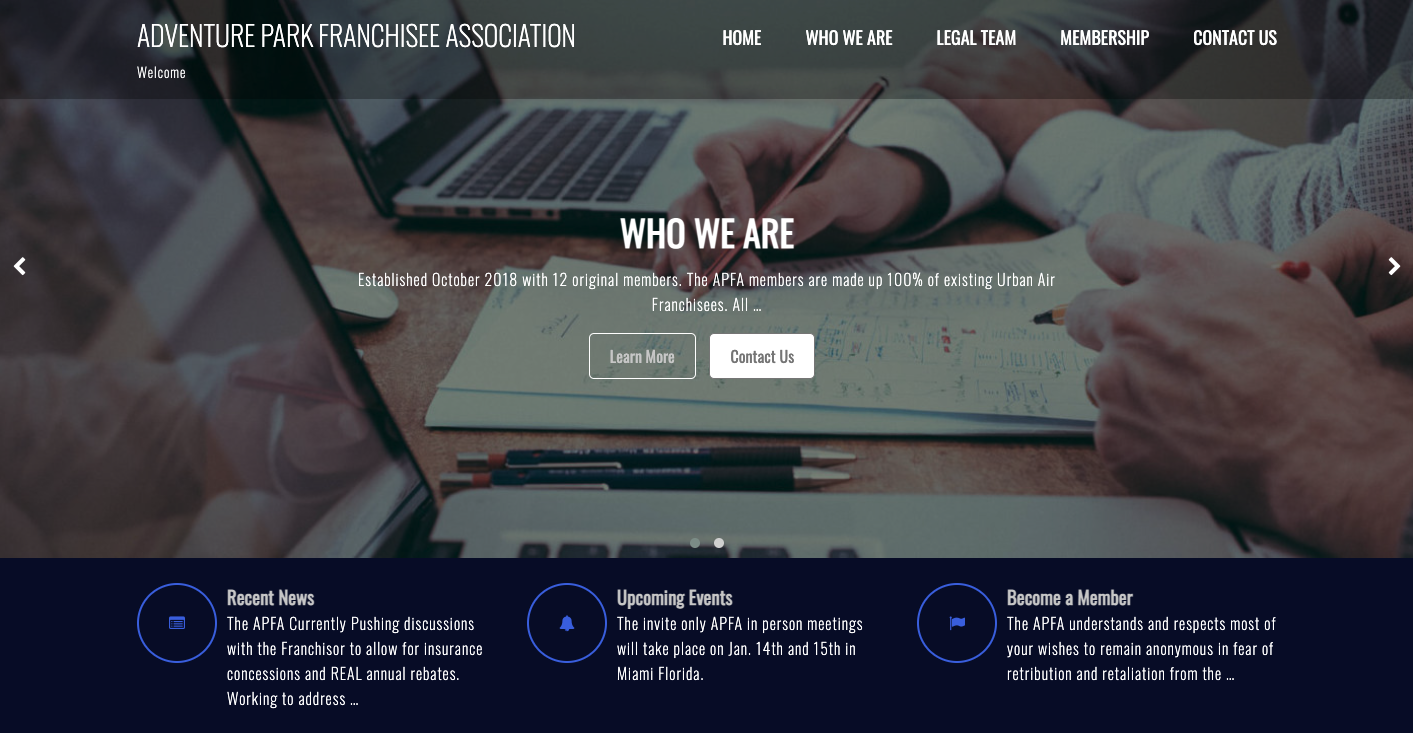 ADVENTURE PARK FRANCHISEE ASSOCIATION
Welcome
HOME
WHO WE ARE
LEGAL TEAM
MEMBERSHIP
CONTACT US
WHO WE ARE
Established October 2018 with 12 original members. The APFA members are made up 100% of existing Urban Air
Franchisees. All ...
Learn More
Contact Us
Recent News
The APFA Currently Pushing discussions
with the Franchisor to allow for insurance
concessions and REAL annual rebates.
Working to address ...
Upcoming Events
The invite only APFA in person meetings
will take place on Jan. 14th and 15th in
Miami Florida.
Become a Member
The APFA understands and respects most of
your wishes to remain anonymous in fear of
retribution and retaliation from the ...